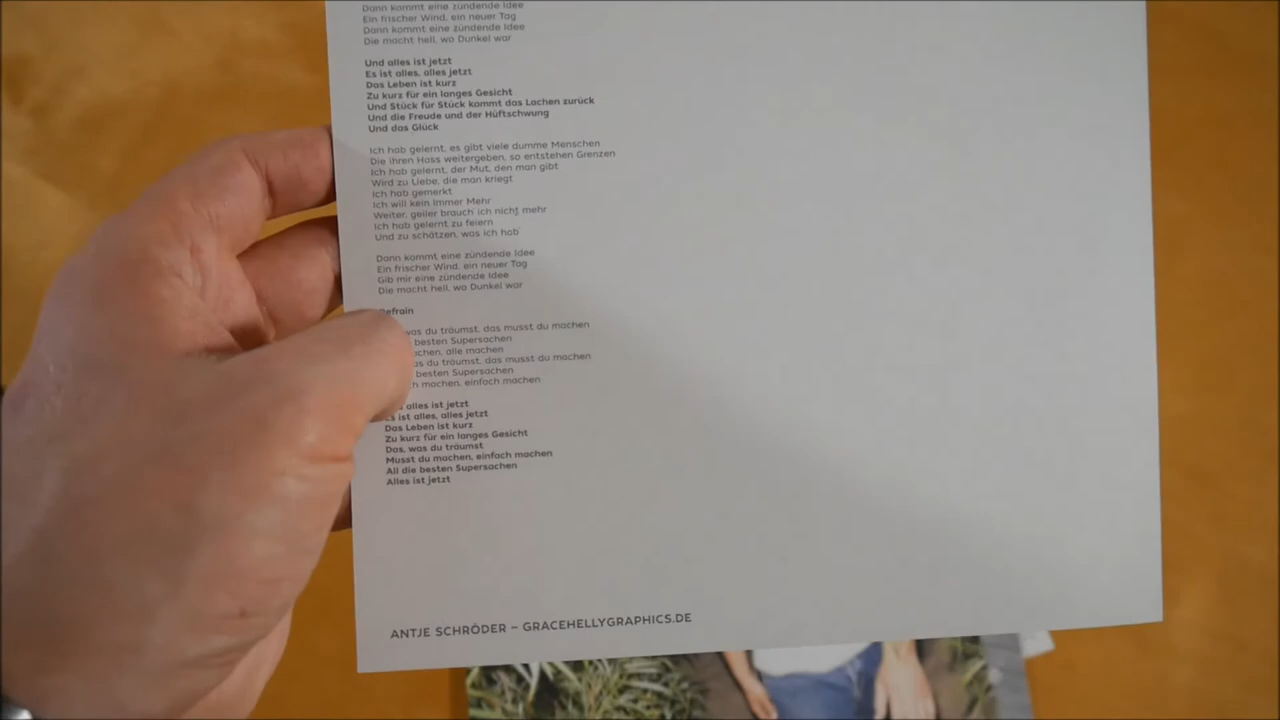 Dann kommt eine zündende Idee
Ein frischer Wind, ein neuer Tag
Dann kommt eine zündende Idee
Die macht hell, wo Dunkel war
Und alles ist jetzt
Es ist alles, alles jetzt
Das Leben ist kurz
Zu kurz für ein langes Gesicht
Und Stück für Stück kommt das Lachen zurück
Und die Freude und der Hüftschwung
Und das Glück
Ich hab gelernt, es gibt viele dumme Menschen
Die ihren Hass weitergeben, so entstehen Grenzen
Ich hab gelernt, der Mut, den man gibt
Wird zu Liebe, die man kriegt
Ich hab gemerkt
Ich will kein Immer Mehr
Weiter, geiler brauch ich nicht mehr
Ich hab gelernt zu feiern
Und zu schätzen, was ich hab'
Dann kommt eine zündende Idee
Ein frischer Wind, ein neuer Tag
Gib mir eine zündende Idee
Die macht hell, wo Dunkel war
Refrain
was du träumst, das musst du machen
besten Supersachen
machen, alle machen
was du träumst, das musst du machen
besten Supersachen
machen, einfach machen
alles ist jetzt
Es ist alles, alles jetzt
Das Leben ist kurz
Zu kurz für ein langes Gesicht
Das, was du träumst
Musst du machen, einfach machen
All die besten Supersachen
Alles ist jetzt
ANTJE SCHRÖDER – GRACEHELLYGRAPHICS.DE